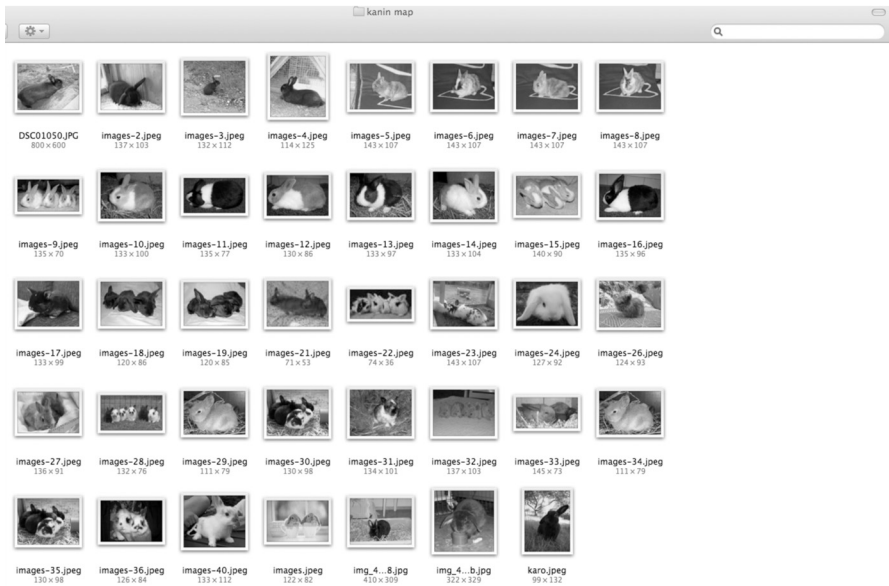 kanin map
DSC01050.JPG images-2.jpeg images-3.jpeg images-4.jpeg images-5.jpeg images-6.jpeg images-7.jpeg images-8.jpeg
800 × 600 137 × 103 132 × 112 114 × 125 143 × 107 143 × 107 143 × 107 143 × 107
images-9.jpeg images-10.jpeg images-11.jpeg images-12.jpeg images-13.jpeg images-14.jpeg images-15.jpeg images-16.jpeg
135 × 70 133 × 100 135 × 77 130 × 86 133 × 97 133 × 104 140 × 90 135 × 96
images-17.jpeg images-18.jpeg images-19.jpeg images-21.jpeg images-22.jpeg images-23.jpeg images-24.jpeg images-26.jpeg
133 × 99 120 × 86 120 × 85 71 × 53 74 × 36 143 × 107 127 × 92 124 × 93
images-27.jpeg images-28.jpeg images-29.jpeg images-30.jpeg images-31.jpeg images-32.jpeg images-33.jpeg images-34.jpeg
136 × 91 132 × 76 111 × 79 130 × 98 134 × 101 137 × 103 145 × 73 111 × 79
images-35.jpeg images-36.jpeg images-40.jpeg images.jpeg img_4...8.jpg img_4...b.jpg karo.jpeg
130 × 98 126 × 84 133 × 112 122 × 82 410 × 309 322 × 329 99 × 132